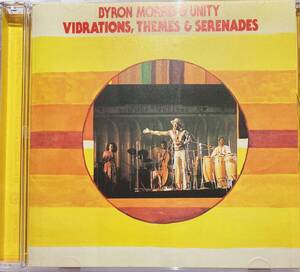 BYRON MORRIS & UNITY
VIBRATIONS, THEMES & SERENADES